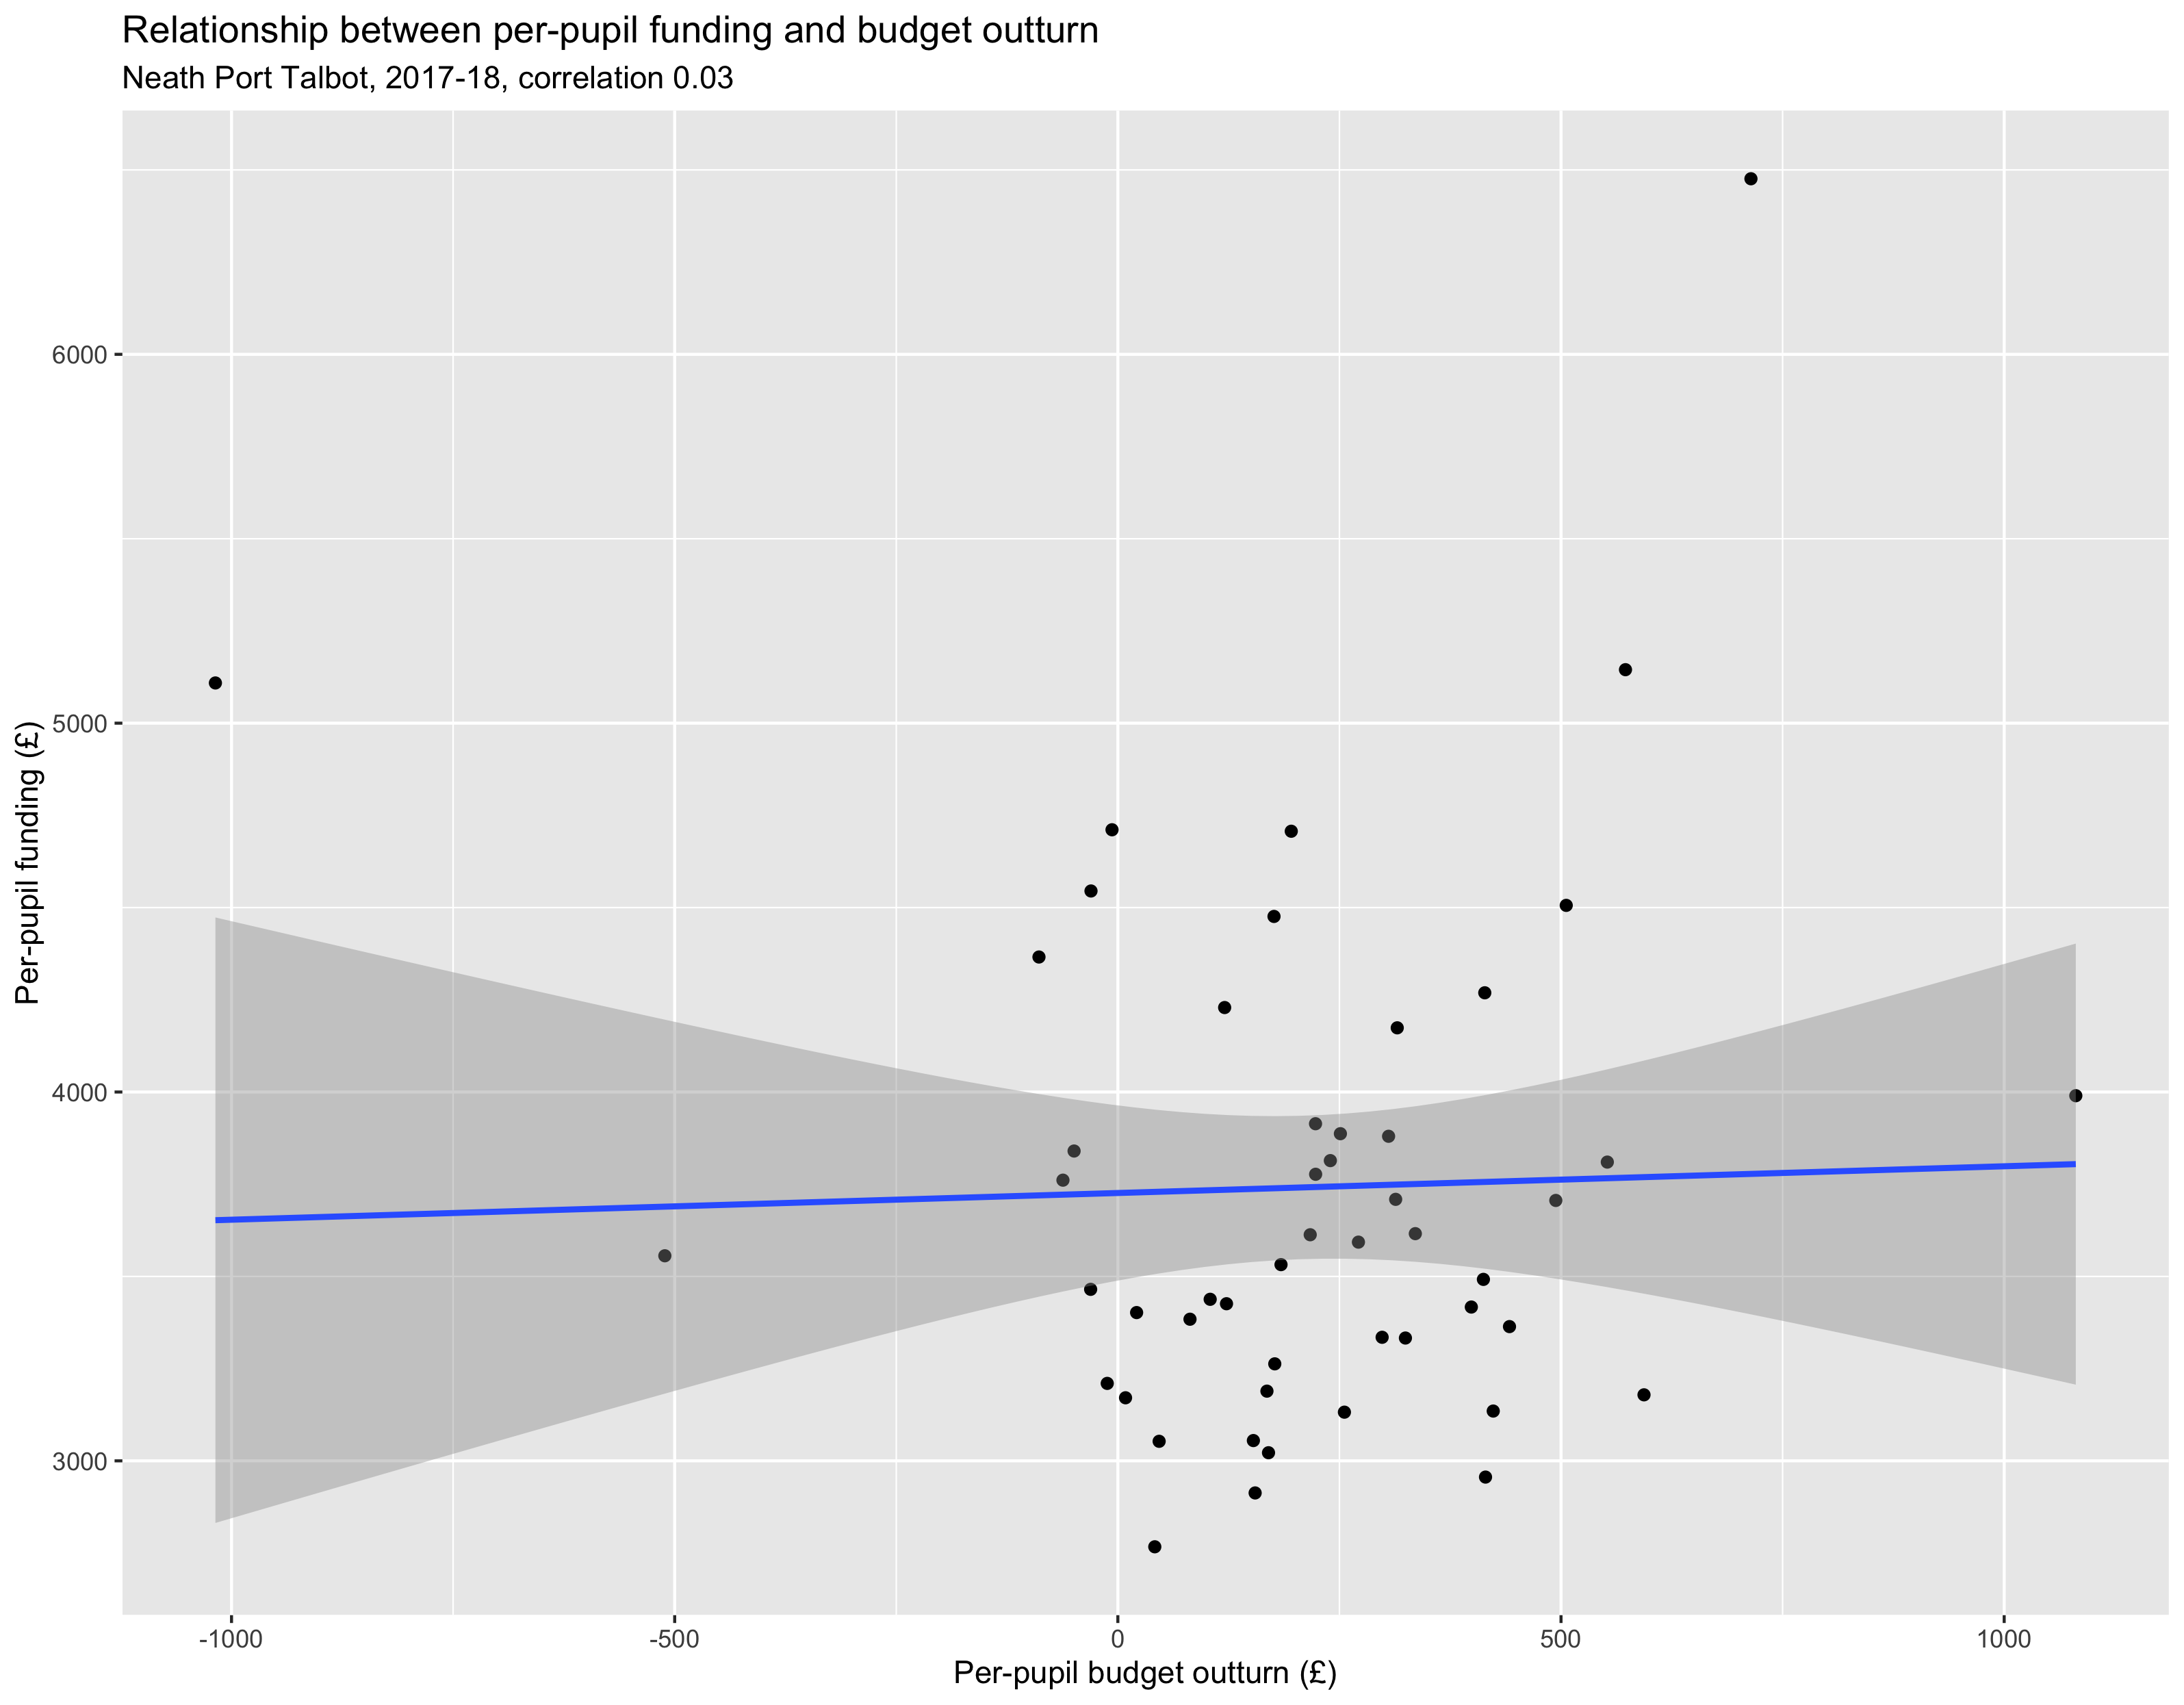 Relationship between per-pupil funding and budget outturn
Neath Port Talbot, 2017-18, correlation 0.03
Per-pupil funding (£)
6000
5000
4000
3000
-1000
-500
0
500
1000
Per-pupil budget outturn (£)